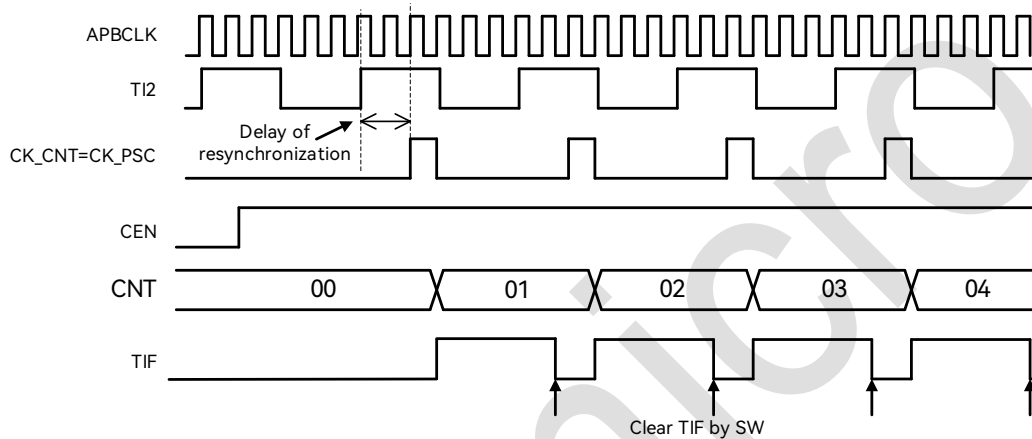 APBCLK
TI2
Delay of
resynchronization
CK_CNT=CK_PSC
CEN
CNT
00
01
02
03
04
TIF
Clear TIF by SW